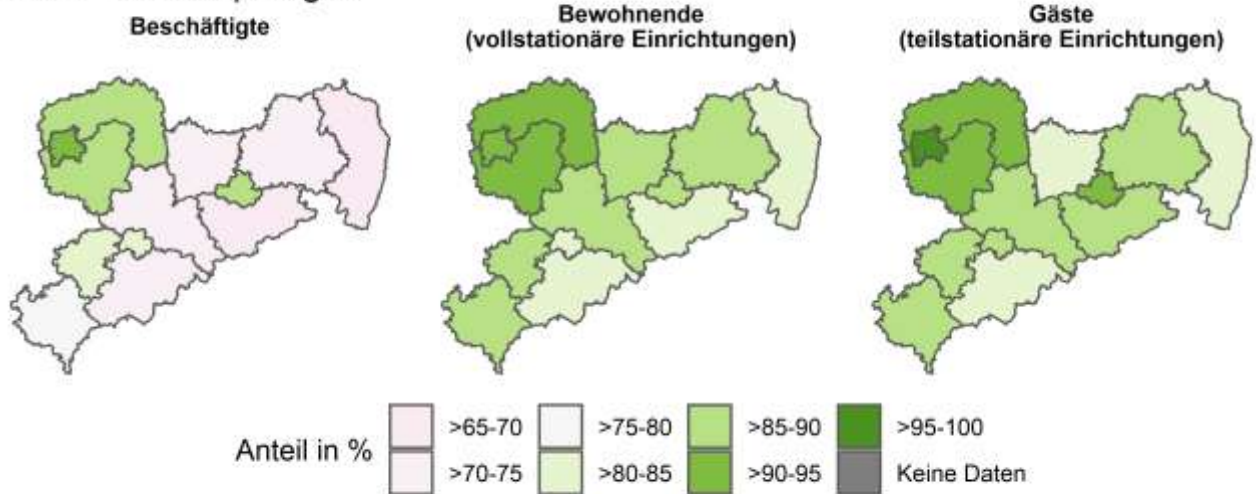 Beschäftigte
Bewohnende
(vollstationäre Einrichtungen)
Gäste
(teilstationäre Einrichtungen)
Anteil in %
>65-70
>75-80
>85-90
>95-100
>70-75
>80-85
>90-95
Keine Daten